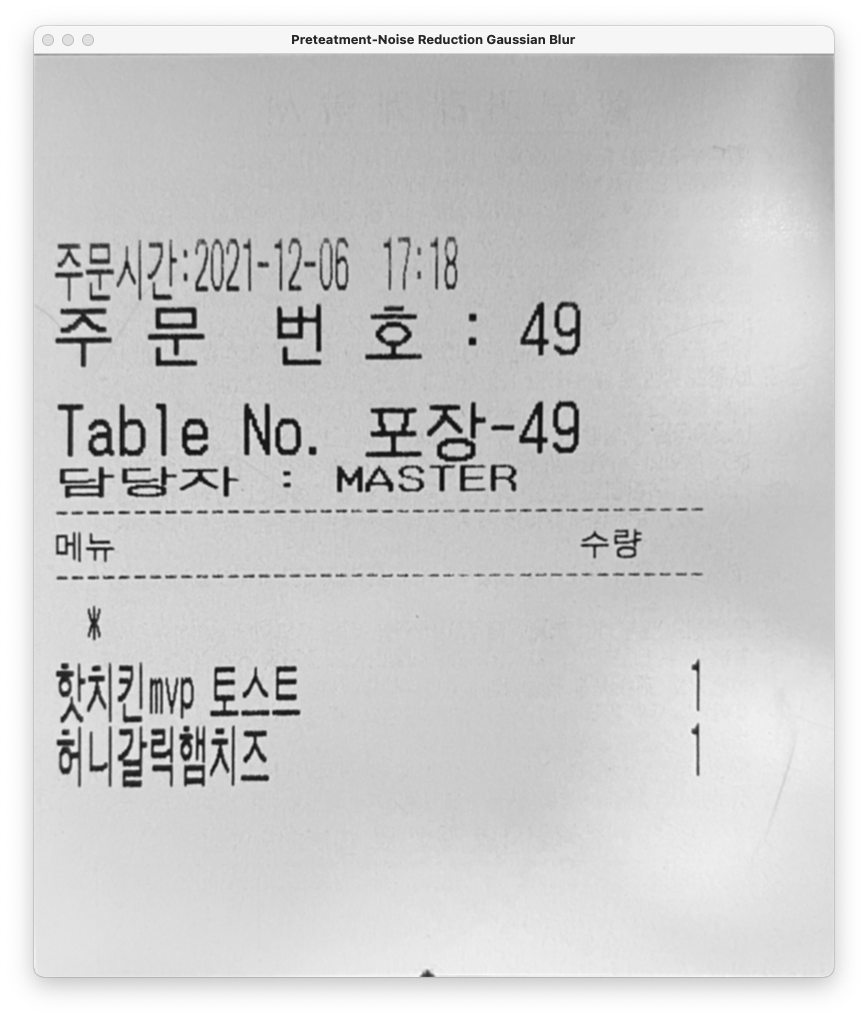 Preteatment-Noise Reduction Gaussian Blur
주문시간:2021-12-06 17:18
주 문 번 호 : 49
Table No. 포장-49
담당자 : MASTER
메뉴 수량
*
핫치킨mvp 토스트 1
허니갈릭햄치즈 1